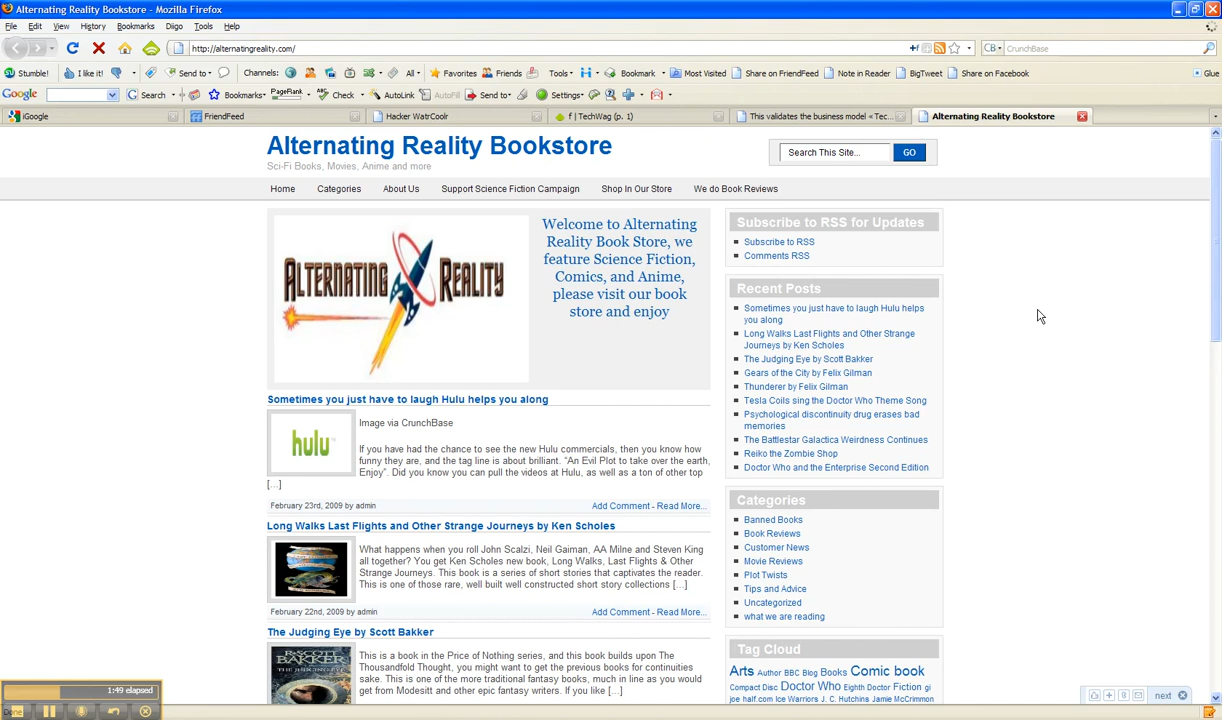 Alternating Reality Bookstore - Mozilla Firefox
File Edit View History Bookmarks Diigo Tools Help
http://alternatingreality.com/
CB CrunchBase
Stumble! I like it! Send to Channels: All Favorites Friends Tools Bookmark Most Visited Share on FriendFeed Note in Reader BigTweet Share on Facebook Glue
Google Search Bookmarks PageRank Check AutoLink AutoFill Send to Settings
iGoogle FriendFeed Hacker WatrCoolr f | TechWag (p. 1) This validates the business model « Tec... Alternating Reality Bookstore
Alternating Reality Bookstore
Sci-Fi Books, Movies, Anime and more
Search This Site... GO
Home Categories About Us Support Science Fiction Campaign Shop In Our Store We do Book Reviews
ALTERNATING REALITY
Welcome to Alternating
Reality Book Store, we
feature Science Fiction,
Comics, and Anime,
please visit our book
store and enjoy
Sometimes you just have to laugh Hulu helps you along
hulu
Image via CrunchBase
If you have had the chance to see the new Hulu commercials, then you know how
funny they are, and the tag line is about brilliant. “An Evil Plot to take over the earth,
Enjoy”. Did you know you can pull the videos at Hulu, as well as a ton of other top
[...]
February 23rd, 2009 by admin Add Comment - Read More...
Long Walks Last Flights and Other Strange Journeys by Ken Scholes
What happens when you roll John Scalzi, Neil Gaiman, AA Milne and Steven King
all together? You get Ken Scholes new book, Long Walks, Last Flights & Other
Strange Journeys. This book is a series of short stories that captivates the reader.
This is one of those rare, well built well constructed short story collections [...]
February 22nd, 2009 by admin Add Comment - Read More...
The Judging Eye by Scott Bakker
R. SCOTT
BAKKER
THE JUDGING EYE
This is a book in the Price of Nothing series, and this book builds upon The
Thousandfold Thought, you might want to get the previous books for continuities
sake. This is one of the more traditional fantasy books, much in line as you would
get from Modesitt and other epic fantasy writers. If you like [...]
Subscribe to RSS for Updates
Subscribe to RSS
Comments RSS
Recent Posts
Sometimes you just have to laugh Hulu helps
you along
Long Walks Last Flights and Other Strange
Journeys by Ken Scholes
The Judging Eye by Scott Bakker
Gears of the City by Felix Gilman
Thunderer by Felix Gilman
Tesla Coils sing the Doctor Who Theme Song
Psychological discontinuity drug erases bad
memories
The Battlestar Galactica Weirdness Continues
Reiko the Zombie Shop
Doctor Who and the Enterprise Second Edition
Categories
Banned Books
Book Reviews
Customer News
Movie Reviews
Plot Twists
Tips and Advice
Uncategorized
what we are reading
Tag Cloud
Arts Author BBC Blog Books Comic book
Compact Disc Doctor Who Eighth Doctor Fiction gi
joe half.com Ice Warriors J. C. Hutchins Jamie McCrimmon
1:49 elapsed
Done
next